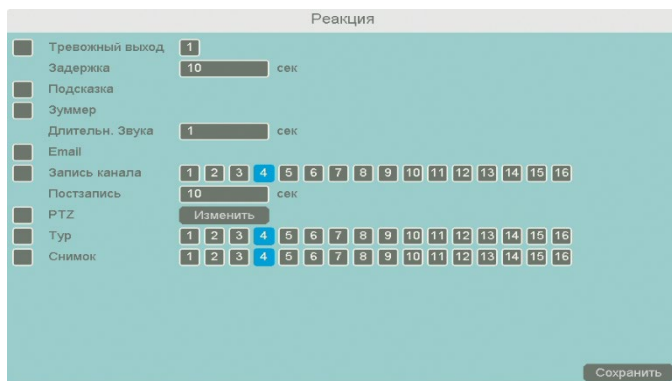 Реакция
Тревожный выход 1
Задержка 10 сек
Подсказка
Зуммер
Длительн. Звука 1 сек
Email
Запись канала 1 2 3 4 5 6 7 8 9 10 11 12 13 14 15 16
Постзапись 10 сек
PTZ Изменить
Тур 1 2 3 4 5 6 7 8 9 10 11 12 13 14 15 16
Снимок 1 2 3 4 5 6 7 8 9 10 11 12 13 14 15 16
Сохранить